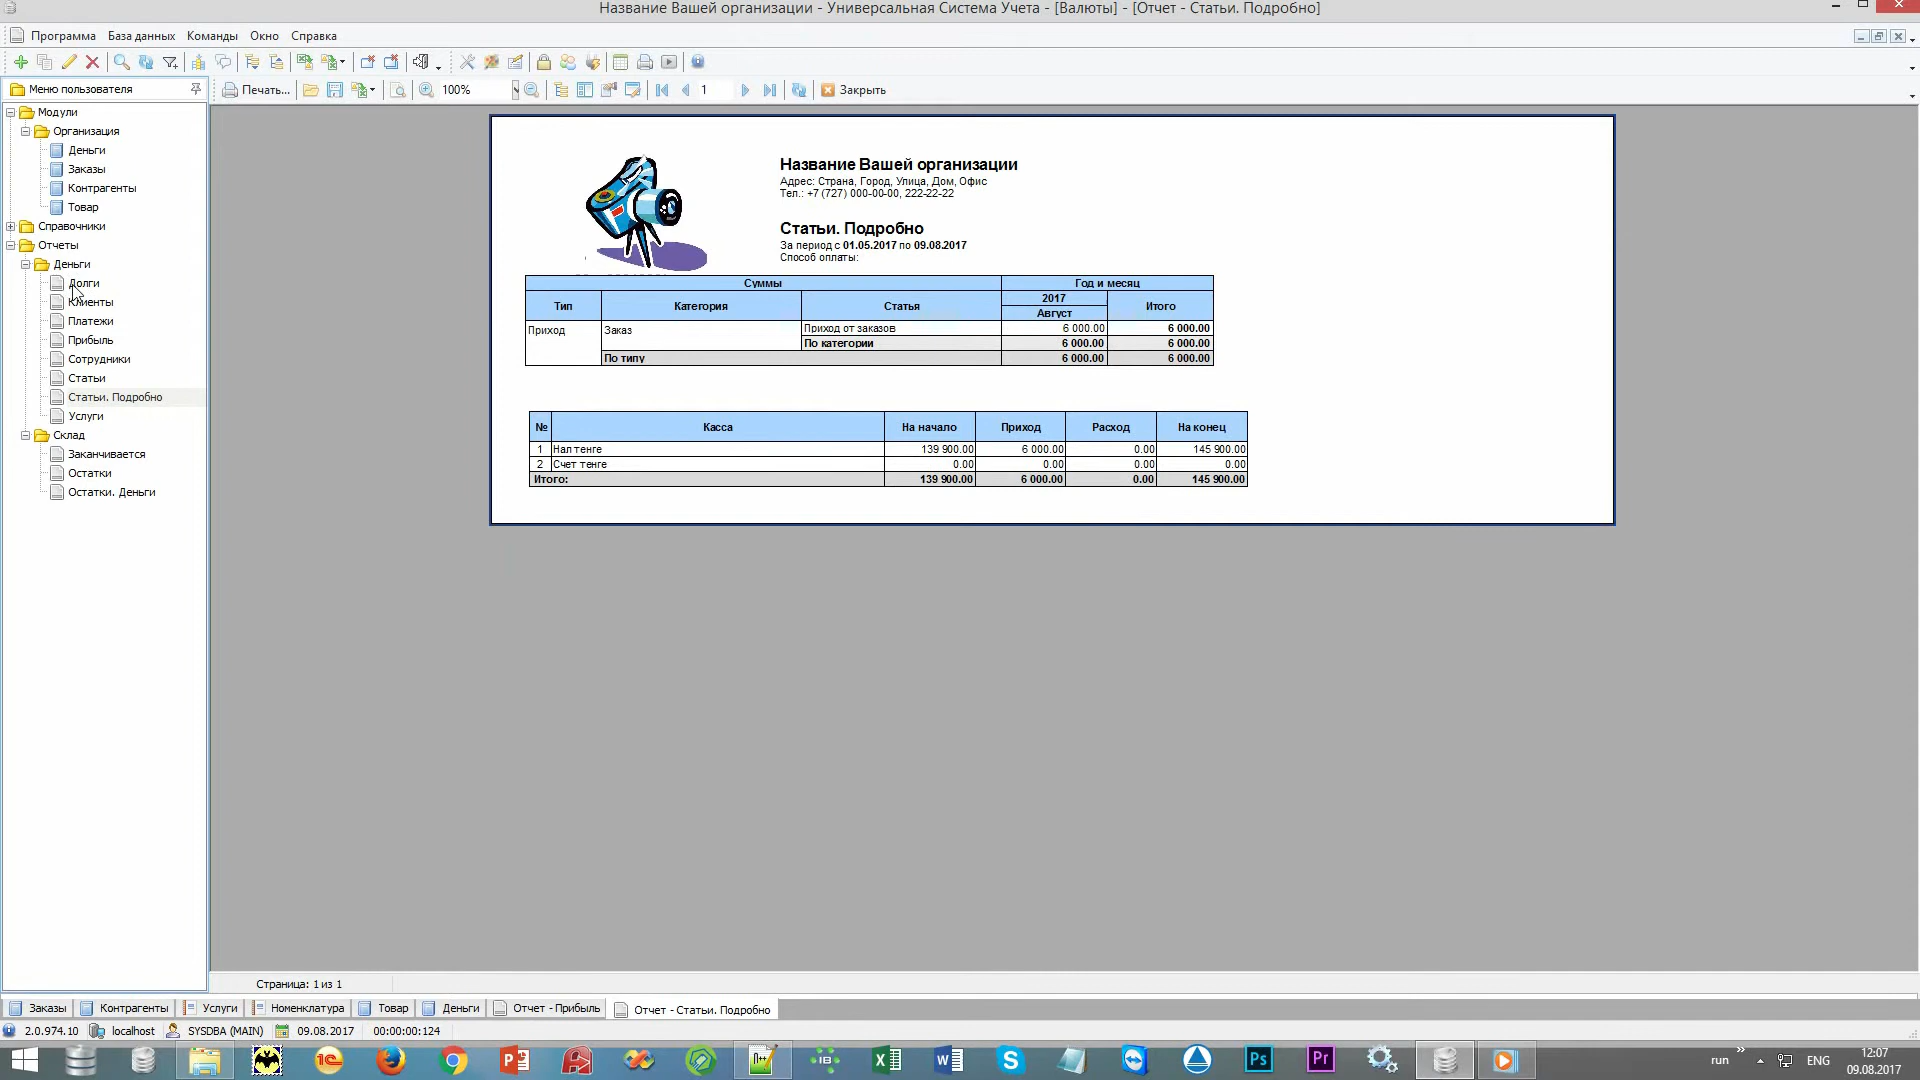 Название Вашей организации - Универсальная Система Учета - [Валюты] - [Отчет - Статьи. Подробно]
Программа База данных Команды Окно Справка
Меню пользователя
Печать... 100% 1 Закрыть
Модули
Организация
Деньги
Заказы
Контрагенты
Товар
Справочники
Отчеты
Деньги
Долги
Клиенты
Платежи
Прибыль
Сотрудники
Статьи
Статьи. Подробно
Услуги
Склад
Заканчивается
Остатки
Остатки. Деньги
Название Вашей организации
Адрес: Страна, Город, Улица, Дом, Офис
Тел.: +7 (727) 000-00-00, 222-22-22
Статьи. Подробно
За период с 01.05.2017 по 09.08.2017
Способ оплаты:
Суммы Год и месяц
Тип Категория Статья 2017 Итого
Август
Приход Заказ Приход от заказов 6 000.00 6 000.00
По категории 6 000.00 6 000.00
По типу 6 000.00 6 000.00
№ Касса На начало Приход Расход На конец
1 Нал тенге 139 900.00 6 000.00 0.00 145 900.00
2 Счет тенге 0.00 0.00 0.00 0.00
Итого: 139 900.00 6 000.00 0.00 145 900.00
Страница: 1 из 1
Заказы Контрагенты Услуги Номенклатура Товар Деньги Отчет - Прибыль Отчет - Статьи. Подробно
2.0.974.10 localhost SYSDBA (MAIN) 09.08.2017 00:00:00:124
run » ENG 12:07
09.08.2017